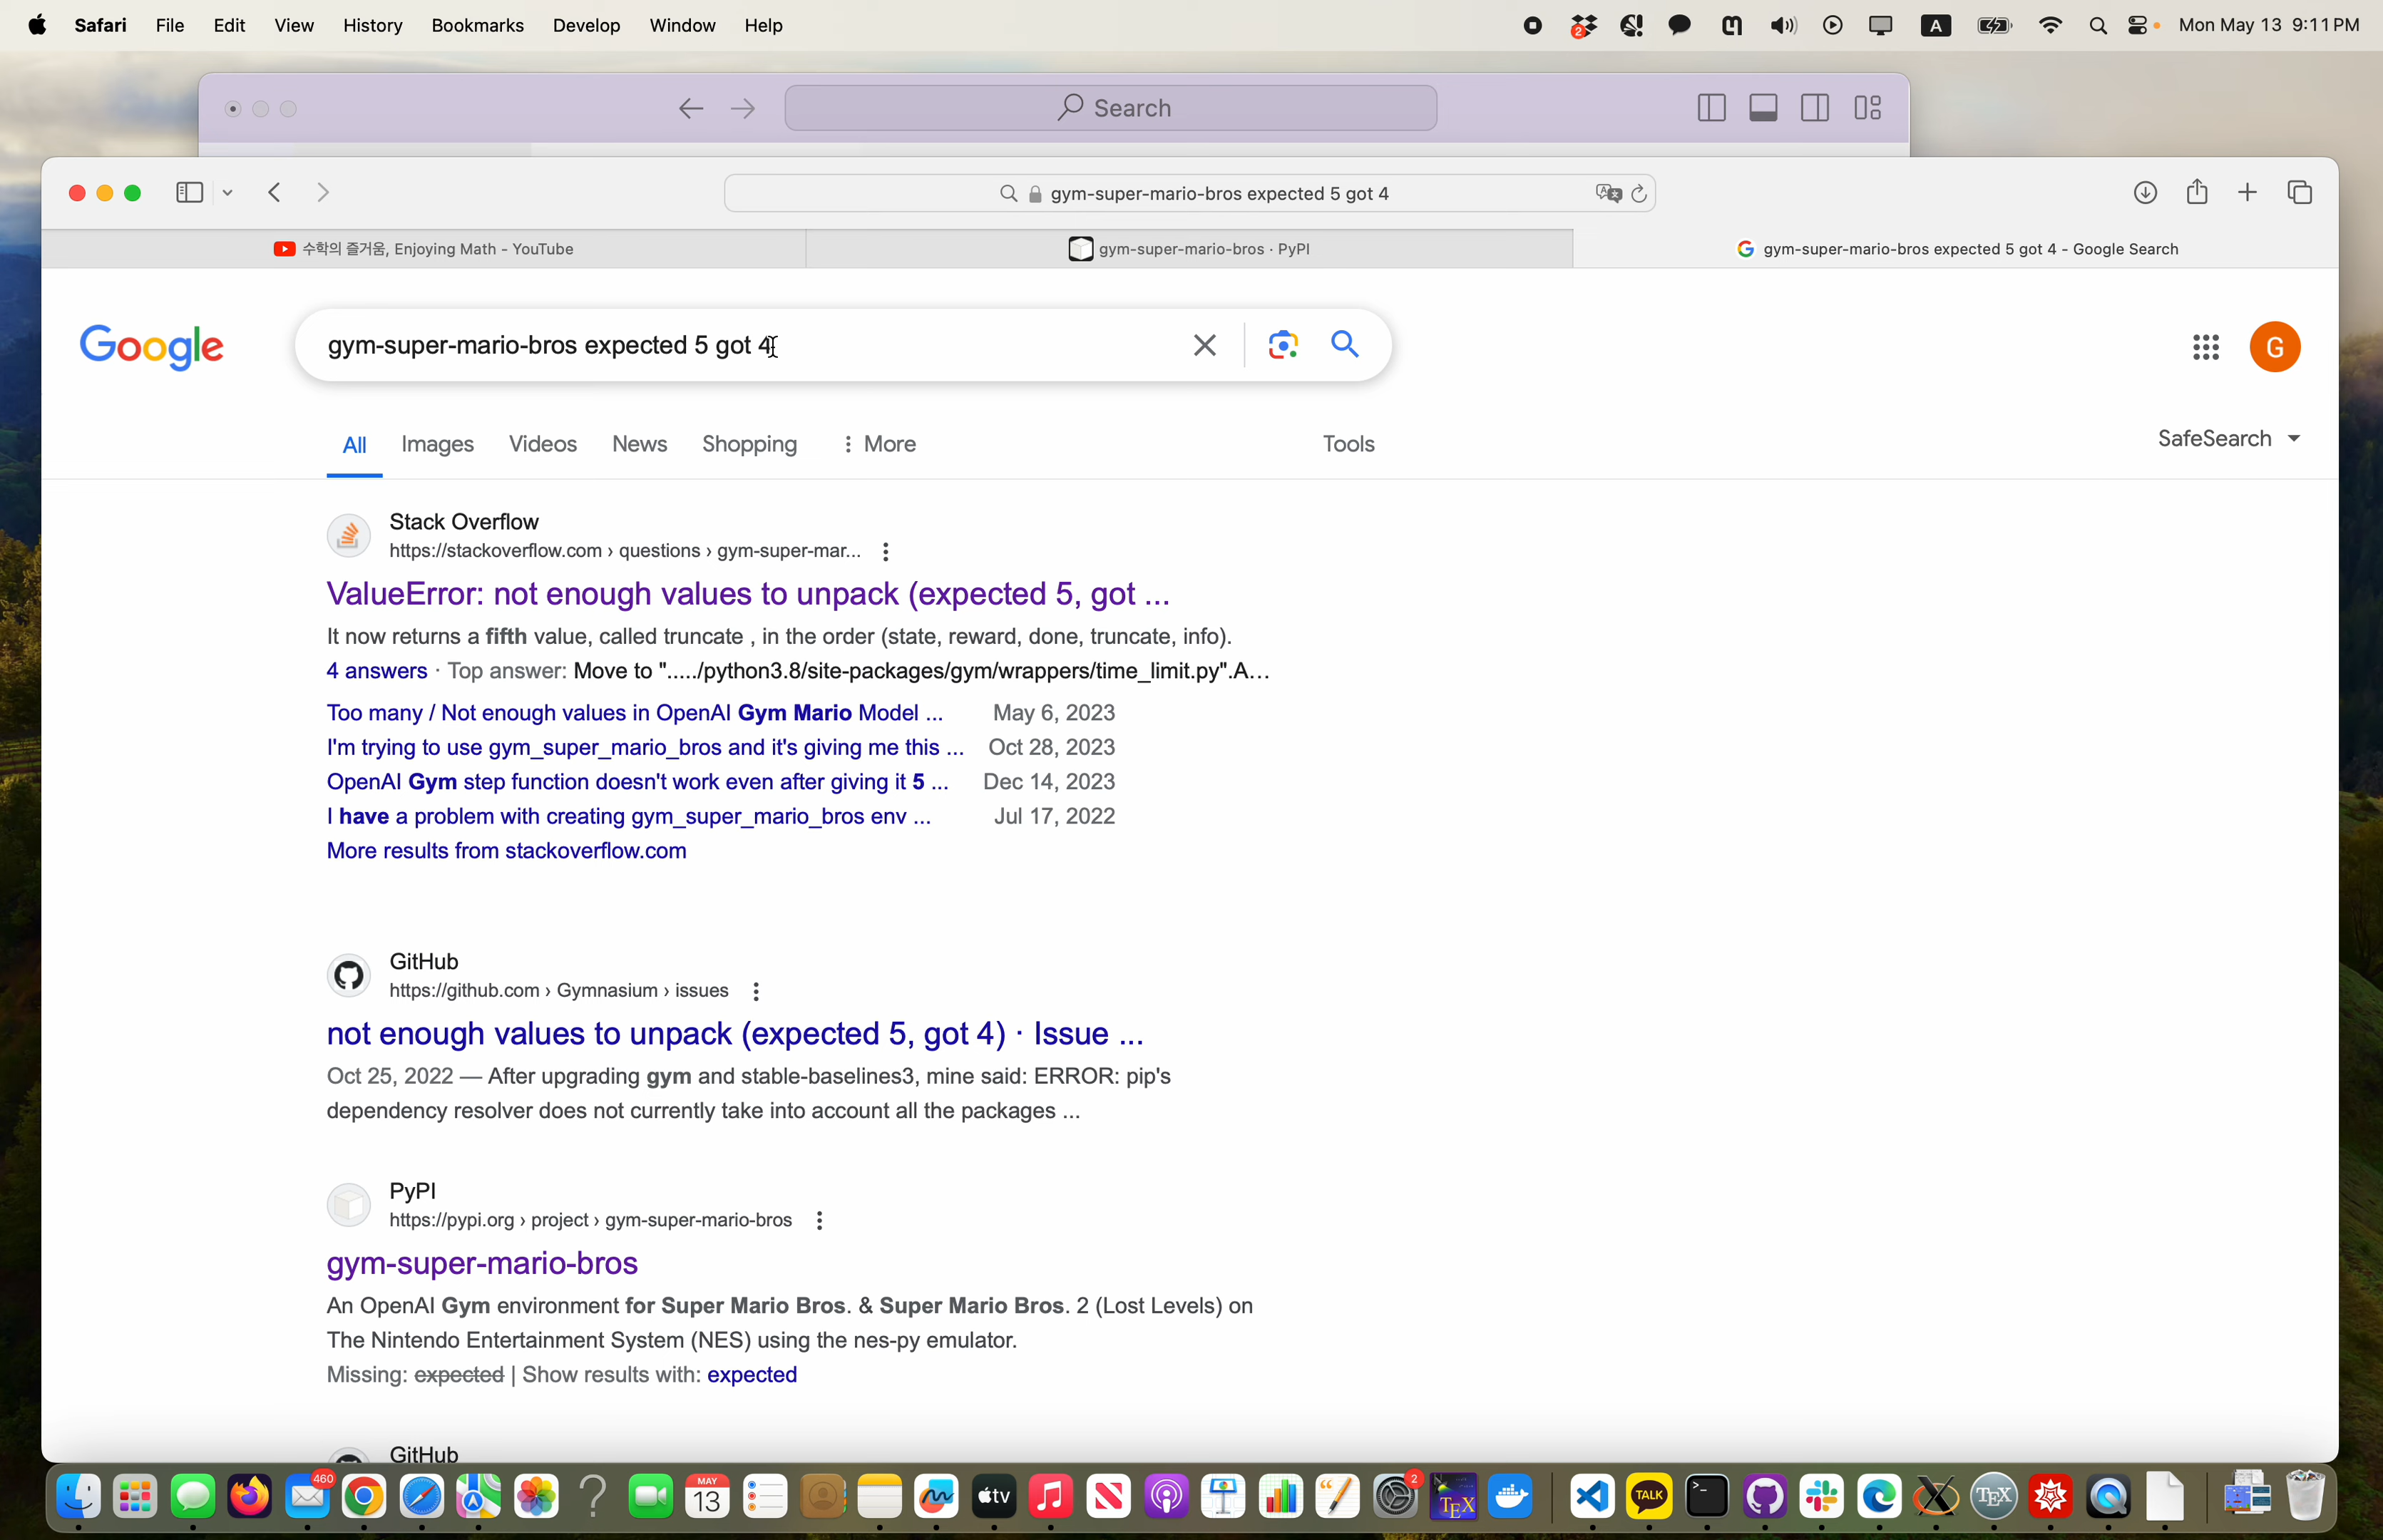 Safari File Edit View History Bookmarks Develop Window Help
2 A Mon May 13 9:11 PM
Search
gym-super-mario-bros expected 5 got 4
수학의 즐거움, Enjoying Math - YouTube
gym-super-mario-bros · PyPI
gym-super-mario-bros expected 5 got 4 - Google Search
Google
gym-super-mario-bros expected 5 got 4
G
All Images Videos News Shopping More Tools
SafeSearch
Stack Overflow
https://stackoverflow.com › questions › gym-super-mar...
ValueError: not enough values to unpack (expected 5, got ...
It now returns a fifth value, called truncate , in the order (state, reward, done, truncate, info).
4 answers · Top answer: Move to "...../python3.8/site-packages/gym/wrappers/time_limit.py".A...
Too many / Not enough values in OpenAI Gym Mario Model ... May 6, 2023
I'm trying to use gym_super_mario_bros and it's giving me this ... Oct 28, 2023
OpenAI Gym step function doesn't work even after giving it 5 ... Dec 14, 2023
I have a problem with creating gym_super_mario_bros env ... Jul 17, 2022
More results from stackoverflow.com
GitHub
https://github.com › Gymnasium › issues
not enough values to unpack (expected 5, got 4) · Issue ...
Oct 25, 2022 — After upgrading gym and stable-baselines3, mine said: ERROR: pip's
dependency resolver does not currently take into account all the packages ...
PyPI
https://pypi.org › project › gym-super-mario-bros
gym-super-mario-bros
An OpenAI Gym environment for Super Mario Bros. & Super Mario Bros. 2 (Lost Levels) on
The Nintendo Entertainment System (NES) using the nes-py emulator.
Missing: expected | Show results with: expected
GitHub
460 MAY 13 tv 2 TEX TALK TEX